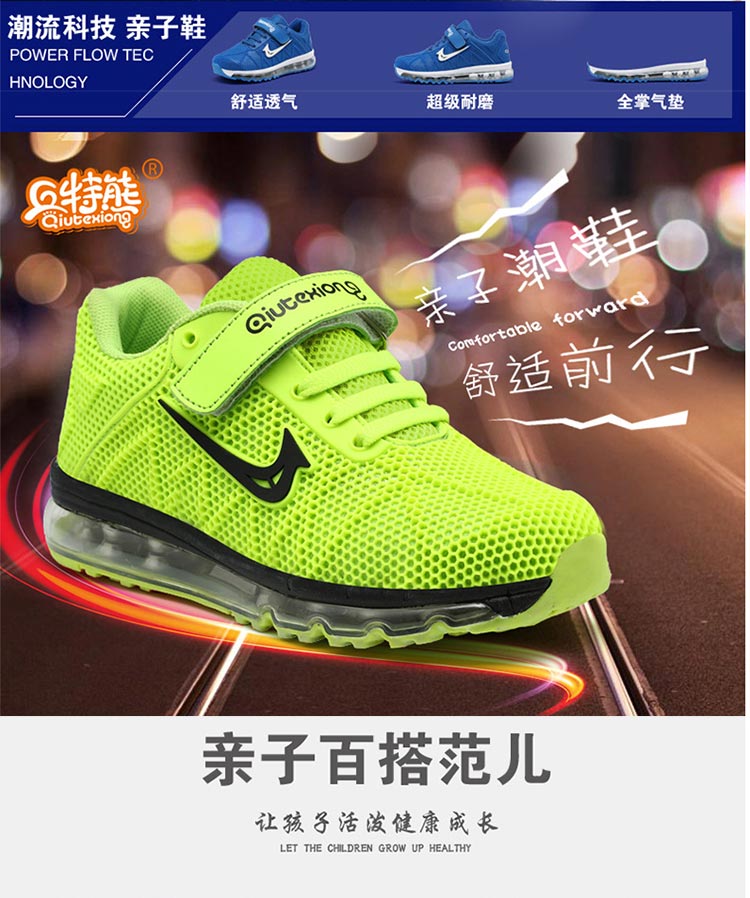 潮流科技 亲子鞋
POWER FLOW TEC
HNOLOGY
舒适透气
超级耐磨
全掌气垫
丘特熊®
Qiutexiong
Qiutexiong
亲子潮鞋
Comfortable forward
舒适前行
亲子百搭范儿
让孩子活泼健康成长
LET THE CHILDREN GROW UP HEALTHY